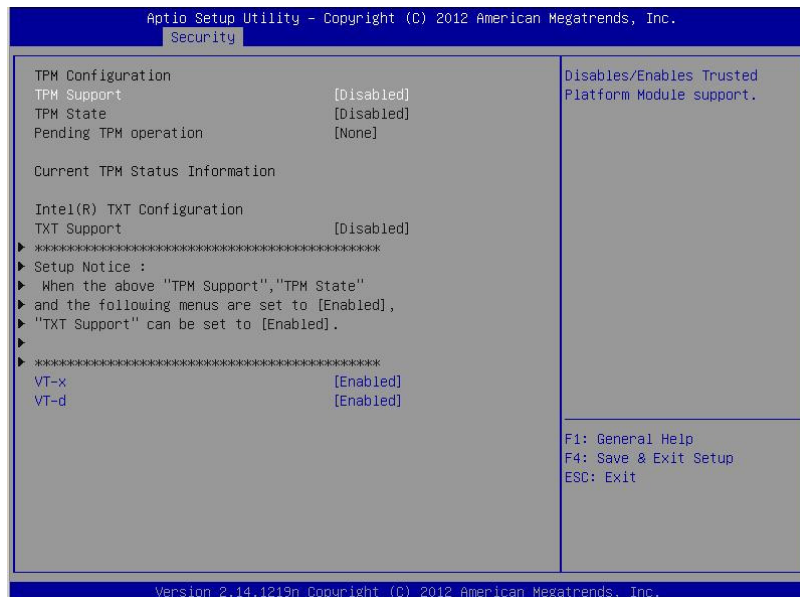 Aptio Setup Utility – Copyright (C) 2012 American Megatrends, Inc.
Security
TPM Configuration
TPM Support [Disabled]
TPM State [Disabled]
Pending TPM operation [None]
Current TPM Status Information
Intel(R) TXT Configuration
TXT Support [Disabled]
*********************************************
Setup Notice :
When the above "TPM Support","TPM State"
and the following menus are set to [Enabled],
"TXT Support" can be set to [Enabled].
*********************************************
VT-x [Enabled]
VT-d [Enabled]
Disables/Enables Trusted
Platform Module support.
F1: General Help
F4: Save & Exit Setup
ESC: Exit
Version 2.14.1219n Copyright (C) 2012 American Megatrends, Inc.